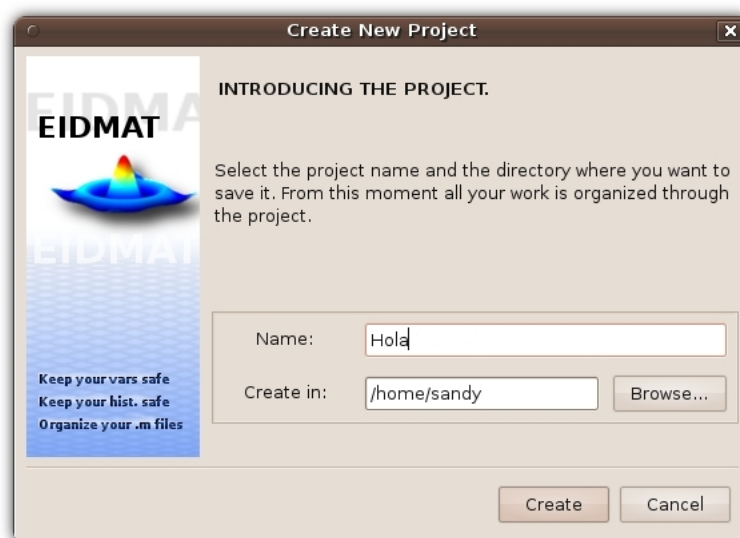 Create New Project
EIDMA
EIDMAT
EIDMAT
Keep your vars safe
Keep your hist. safe
Organize your .m files
INTRODUCING THE PROJECT.
Select the project name and the directory where you want to
save it. From this moment all your work is organized through
the project.
Name:
Hola
Create in:
/home/sandy
Browse...
Create
Cancel